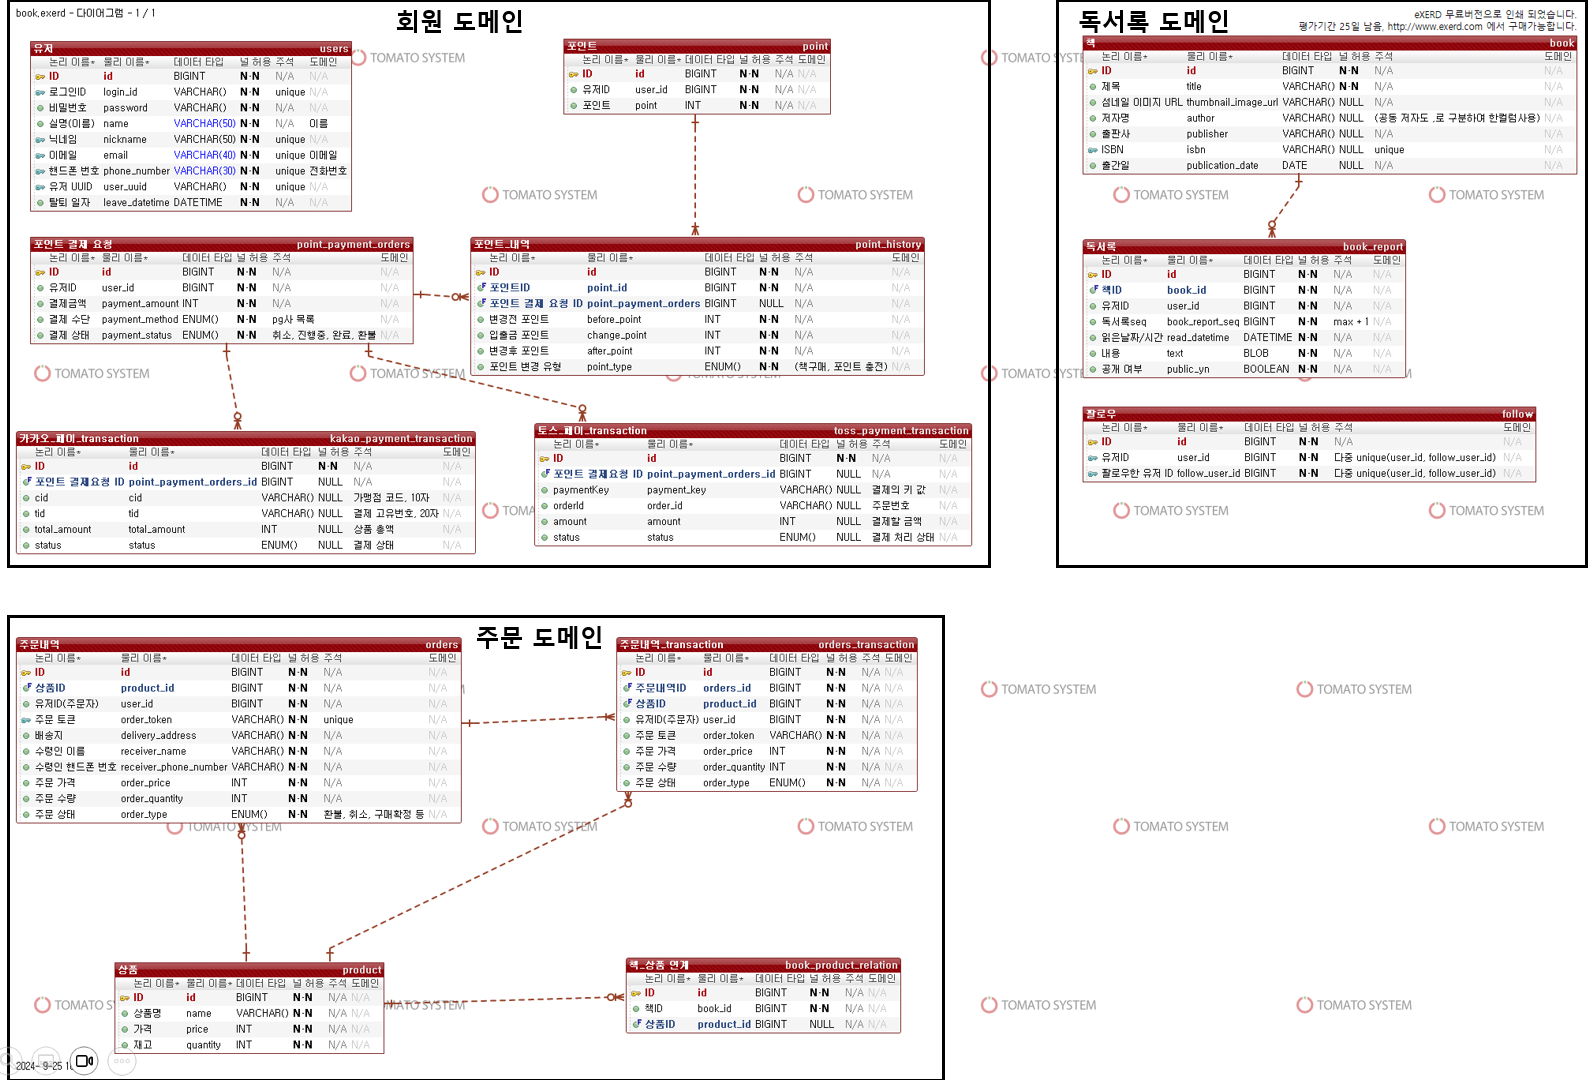 book.exerd - 다이어그램 - 1 / 1
회원 도메인
유저 users
논리 이름* 물리 이름* 데이터 타입 널 허용 주석 도메인
ID id BIGINT N-N N/A N/A
로그인ID login_id VARCHAR() N-N unique N/A
비밀번호 password VARCHAR() N-N N/A N/A
실명(이름) name VARCHAR(50) N-N N/A 이름
닉네임 nickname VARCHAR(50) N-N unique N/A
이메일 email VARCHAR(40) N-N unique 이메일
핸드폰 번호 phone_number VARCHAR(30) N-N unique 전화번호
유저 UUID user_uuid VARCHAR() N-N unique N/A
탈퇴 일자 leave_datetime DATETIME N-N N/A N/A
포인트 point
논리 이름* 물리 이름* 데이터 타입 널 허용 주석 도메인
ID id BIGINT N-N N/A N/A
유저ID user_id BIGINT N-N N/A N/A
포인트 point INT N-N N/A N/A
포인트 결제 요청 point_payment_orders
논리 이름* 물리 이름* 데이터 타입 널 허용 주석 도메인
ID id BIGINT N-N N/A N/A
유저ID user_id BIGINT N-N N/A N/A
결제금액 payment_amount INT N-N N/A N/A
결제 수단 payment_method ENUM() N-N pg사 목록 N/A
결제 상태 payment_status ENUM() N-N 취소, 진행중, 완료, 환불 N/A
포인트_내역 point_history
논리 이름* 물리 이름* 데이터 타입 널 허용 주석 도메인
ID id BIGINT N-N N/A N/A
포인트ID point_id BIGINT N-N N/A N/A
포인트 결제 요청 ID point_payment_orders BIGINT NULL N/A N/A
변경전 포인트 before_point INT N-N N/A N/A
입출금 포인트 change_point INT N-N N/A N/A
변경후 포인트 after_point INT N-N N/A N/A
포인트 변경 유형 point_type ENUM() N-N (책구매, 포인트 충전) N/A
카카오_페이_transaction kakao_payment_transaction
논리 이름* 물리 이름* 데이터 타입 널 허용 주석 도메인
ID id BIGINT N-N N/A N/A
포인트 결제요청 ID point_payment_orders_id BIGINT NULL N/A N/A
cid cid VARCHAR() NULL 가맹점 코드, 10자 N/A
tid tid VARCHAR() NULL 결제 고유번호, 20자 N/A
total_amount total_amount INT NULL 상품 총액 N/A
status status ENUM() NULL 결제 상태 N/A
토스_페이_transaction toss_payment_transaction
논리 이름* 물리 이름* 데이터 타입 널 허용 주석 도메인
ID id BIGINT N-N N/A N/A
포인트 결제요청 ID point_payment_orders_id BIGINT NULL N/A N/A
paymentKey payment_key VARCHAR() NULL 결제의 키 값 N/A
orderId order_id VARCHAR() NULL 주문번호 N/A
amount amount INT NULL 결제할 금액 N/A
status status ENUM() NULL 결제 처리 상태 N/A
독서록 도메인
eXERD 무료버전으로 인쇄 되었습니다.
평가기간 25일 남음, http://www.exerd.com 에서 구매가능합니다.
책 book
논리 이름* 물리 이름* 데이터 타입 널 허용 주석 도메인
ID id BIGINT N-N N/A N/A
제목 title VARCHAR() N-N N/A N/A
섬네일 이미지 URL thumbnail_image_url VARCHAR() NULL N/A N/A
저자명 author VARCHAR() NULL (공동 저자도 ,로 구분하여 한컬럼사용) N/A
출판사 publisher VARCHAR() NULL N/A N/A
ISBN isbn VARCHAR() NULL unique N/A
출간일 publication_date DATE NULL N/A N/A
독서록 book_report
논리 이름* 물리 이름* 데이터 타입 널 허용 주석 도메인
ID id BIGINT N-N N/A N/A
책ID book_id BIGINT N-N N/A N/A
유저ID user_id BIGINT N-N N/A N/A
독서록seq book_report_seq BIGINT N-N max + 1 N/A
읽은날짜/시간 read_datetime DATETIME N-N N/A N/A
내용 text BLOB N-N N/A N/A
공개 여부 public_yn BOOLEAN N-N N/A N/A
팔로우 follow
논리 이름* 물리 이름* 데이터 타입 널 허용 주석 도메인
ID id BIGINT N-N N/A N/A
유저ID user_id BIGINT N-N 다중 unique(user_id, follow_user_id) N/A
팔로우한 유저 ID follow_user_id BIGINT N-N 다중 unique(user_id, follow_user_id) N/A
주문 도메인
주문내역 orders
논리 이름* 물리 이름* 데이터 타입 널 허용 주석 도메인
ID id BIGINT N-N N/A N/A
상품ID product_id BIGINT N-N N/A N/A
유저ID(주문자) user_id BIGINT N-N N/A N/A
주문 토큰 order_token VARCHAR() N-N unique N/A
배송지 delivery_address VARCHAR() N-N N/A N/A
수령인 이름 receiver_name VARCHAR() N-N N/A N/A
수령인 핸드폰 번호 receiver_phone_number VARCHAR() N-N N/A N/A
주문 가격 order_price INT N-N N/A N/A
주문 수량 order_quantity INT N-N N/A N/A
주문 상태 order_type ENUM() N-N 환불, 취소, 구매확정 등 N/A
주문내역_transaction orders_transaction
논리 이름* 물리 이름* 데이터 타입 널 허용 주석 도메인
ID id BIGINT N-N N/A N/A
주문내역ID orders_id BIGINT N-N N/A N/A
상품ID product_id BIGINT N-N N/A N/A
유저ID(주문자) user_id BIGINT N-N N/A N/A
주문 토큰 order_token VARCHAR() N-N N/A N/A
주문 가격 order_price INT N-N N/A N/A
주문 수량 order_quantity INT N-N N/A N/A
주문 상태 order_type ENUM() N-N N/A N/A
상품 product
논리 이름* 물리 이름* 데이터 타입 널 허용 주석 도메인
ID id BIGINT N-N N/A N/A
상품명 name VARCHAR() N-N N/A N/A
가격 price INT N-N N/A N/A
재고 quantity INT N-N N/A N/A
책_상품 연계 book_product_relation
논리 이름* 물리 이름* 데이터 타입 널 허용 주석 도메인
ID id BIGINT N-N N/A N/A
책ID book_id BIGINT N-N N/A N/A
상품ID product_id BIGINT NULL N/A N/A
TOMATO SYSTEM
2024- 9-25